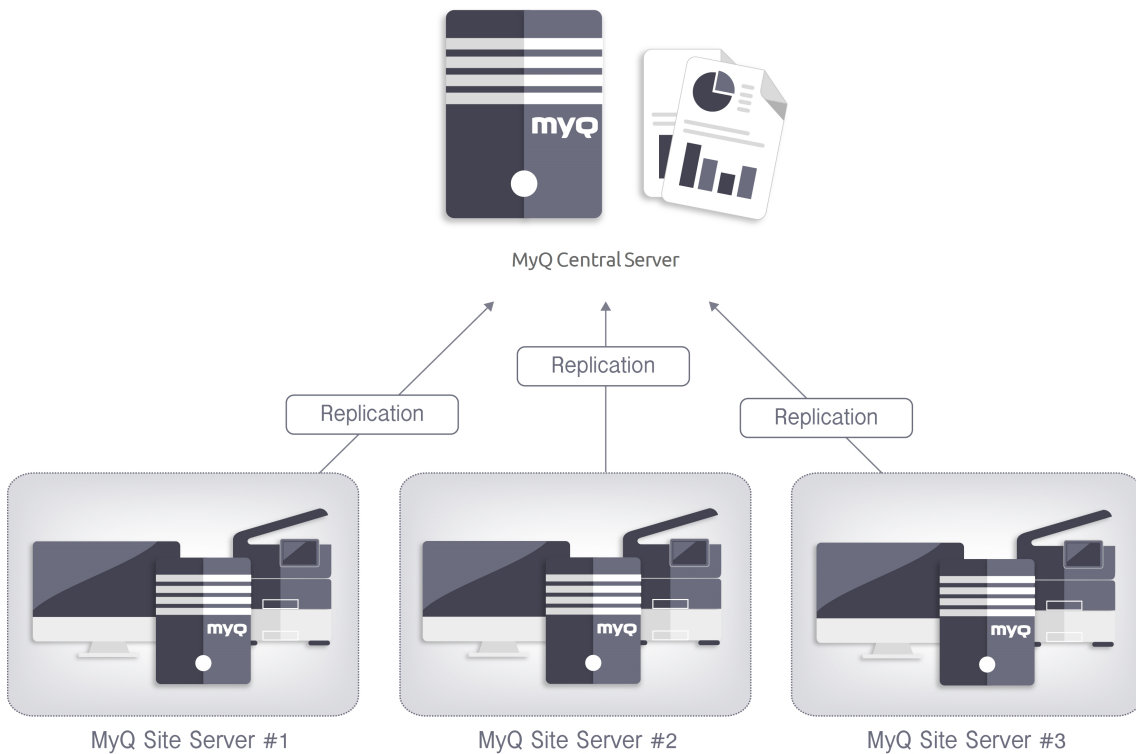 myQ
MyQ Central Server
Replication
Replication
Replication
myQ
myQ
myQ
MyQ Site Server #1
MyQ Site Server #2
MyQ Site Server #3